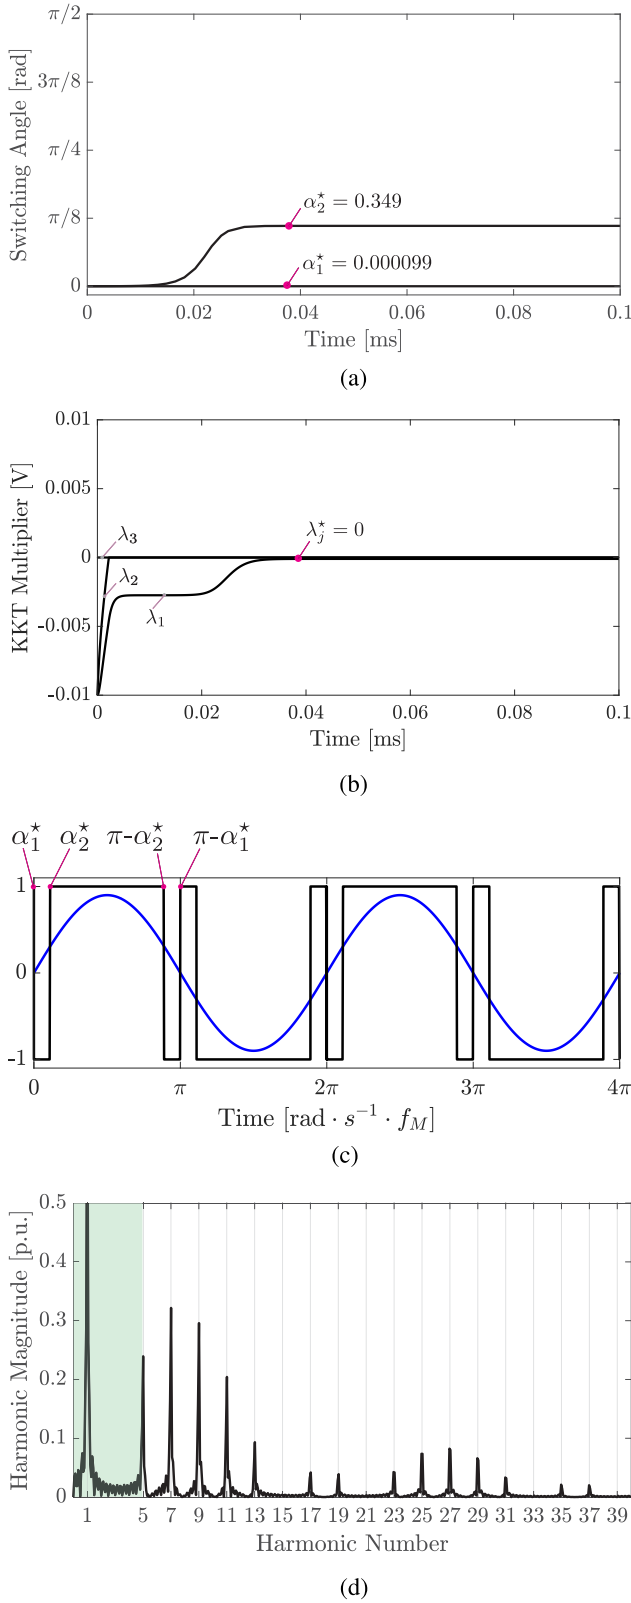 π/2
3π/8
π/4
π/8
0
Switching Angle [rad]
α₂* = 0.349
α₁* = 0.000099
0 0.02 0.04 0.06 0.08 0.1
Time [ms]
(a)
0.01
0.005
0
-0.005
-0.01
KKT Multiplier [V]
λ₃
λ₂
λ₁
λⱼ* = 0
0 0.02 0.04 0.06 0.08 0.1
Time [ms]
(b)
α₁* α₂* π-α₂* π-α₁*
1
0
-1
0 π 2π 3π 4π
Time [rad · s⁻¹ · f_M]
(c)
0.5
0.4
0.3
0.2
0.1
0
Harmonic Magnitude [p.u.]
1 5 7 9 11 13 17 19 21 23 25 27 29 31 33 35 37 39
Harmonic Number
(d)